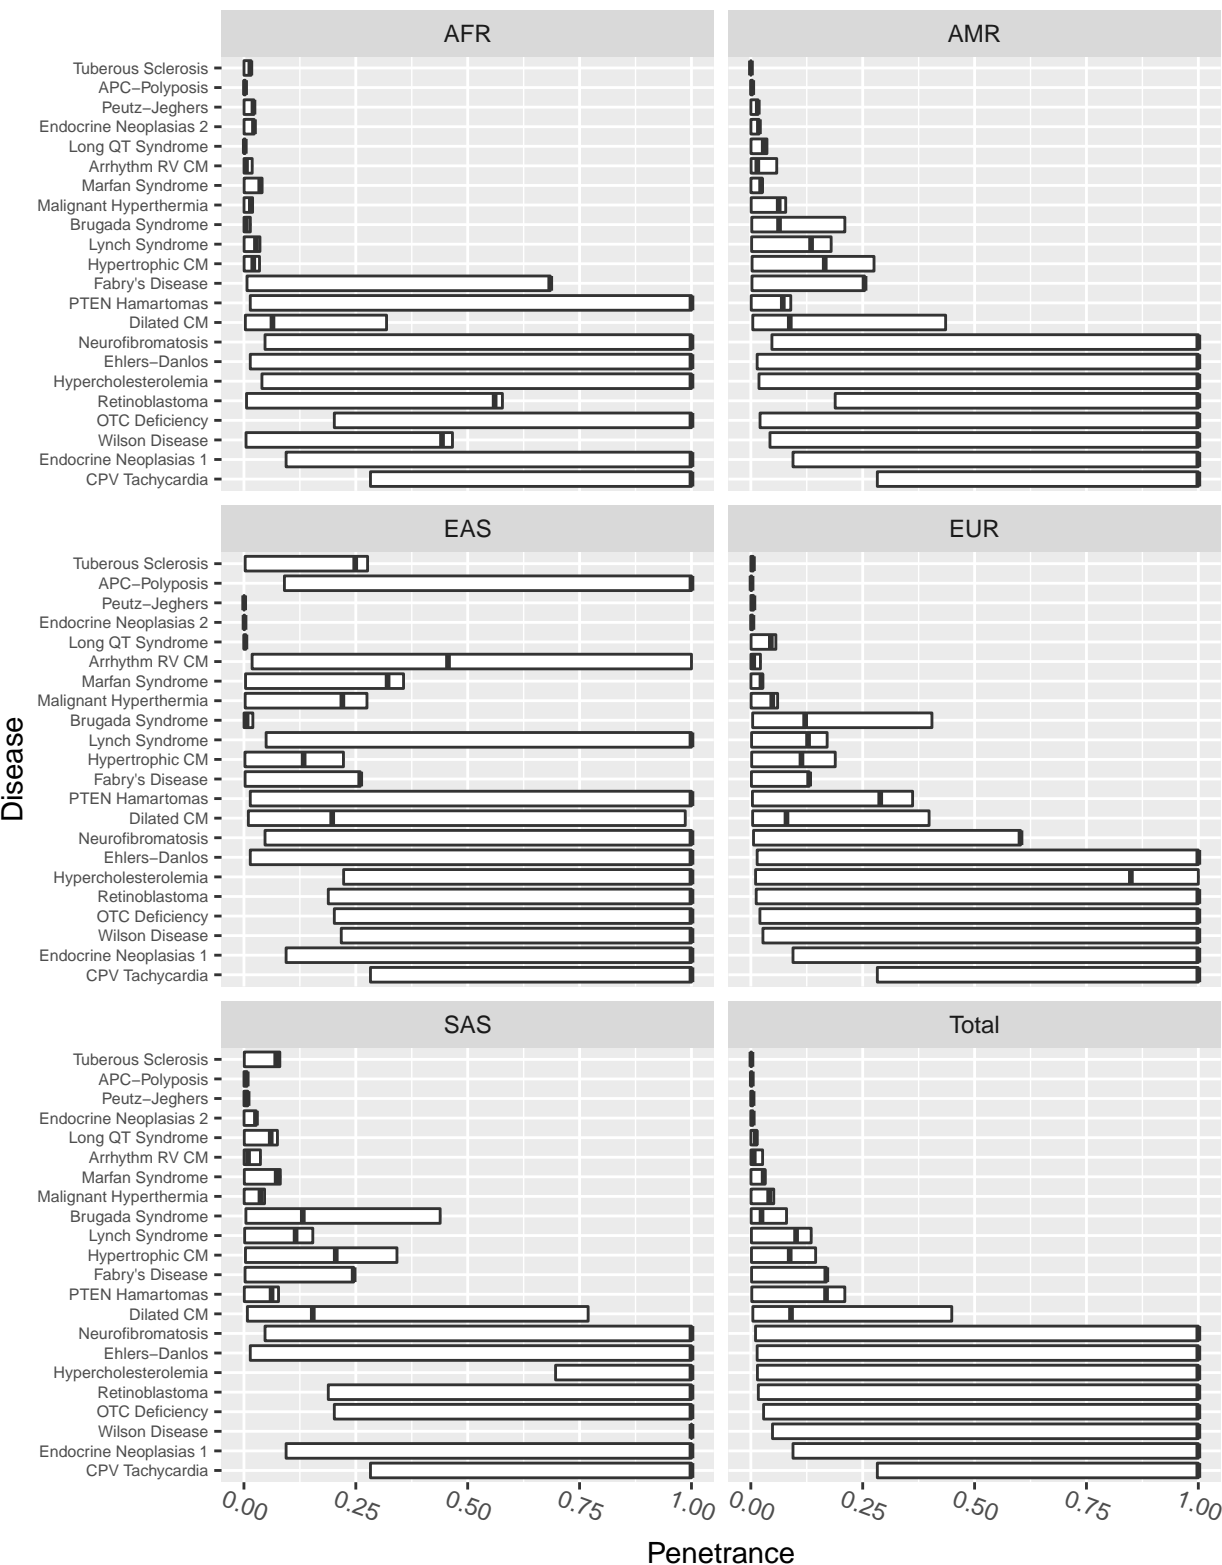 AFR
AMR
Tuberous Sclerosis
APC−Polyposis
Peutz−Jeghers
Endocrine Neoplasias 2
Long QT Syndrome
Arrhythm RV CM
Marfan Syndrome
Malignant Hyperthermia
Brugada Syndrome
Lynch Syndrome
Hypertrophic CM
Fabry's Disease
PTEN Hamartomas
Dilated CM
Neurofibromatosis
Ehlers−Danlos
Hypercholesterolemia
Retinoblastoma
OTC Deficiency
Wilson Disease
Endocrine Neoplasias 1
CPV Tachycardia
EAS
EUR
Tuberous Sclerosis
APC−Polyposis
Peutz−Jeghers
Endocrine Neoplasias 2
Long QT Syndrome
Arrhythm RV CM
Marfan Syndrome
Malignant Hyperthermia
Brugada Syndrome
Lynch Syndrome
Hypertrophic CM
Fabry's Disease
PTEN Hamartomas
Dilated CM
Neurofibromatosis
Ehlers−Danlos
Hypercholesterolemia
Retinoblastoma
OTC Deficiency
Wilson Disease
Endocrine Neoplasias 1
CPV Tachycardia
Disease
SAS
Total
Tuberous Sclerosis
APC−Polyposis
Peutz−Jeghers
Endocrine Neoplasias 2
Long QT Syndrome
Arrhythm RV CM
Marfan Syndrome
Malignant Hyperthermia
Brugada Syndrome
Lynch Syndrome
Hypertrophic CM
Fabry's Disease
PTEN Hamartomas
Dilated CM
Neurofibromatosis
Ehlers−Danlos
Hypercholesterolemia
Retinoblastoma
OTC Deficiency
Wilson Disease
Endocrine Neoplasias 1
CPV Tachycardia
0.00 0.25 0.50 0.75 1.00 0.00 0.25 0.50 0.75 1.00
Penetrance